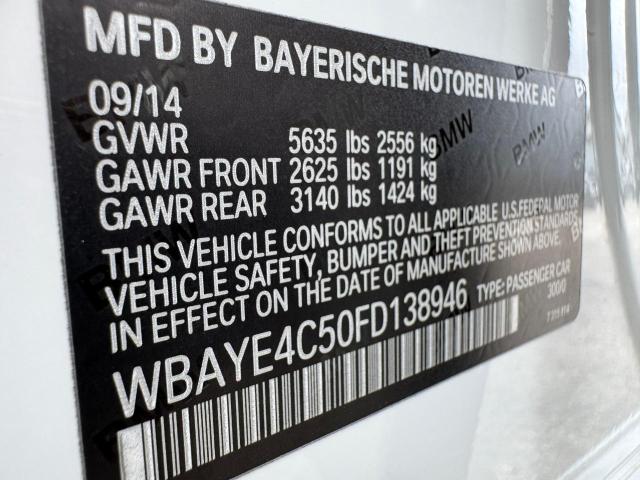 MFD BY BAYERISCHE MOTOREN WERKE AG
09/14
GVWR 5635 lbs 2556 kg
GAWR FRONT 2625 lbs 1191 kg
GAWR REAR 3140 lbs 1424 kg
THIS VEHICLE CONFORMS TO ALL APPLICABLE U.S.FEDERAL MOTOR
VEHICLE SAFETY, BUMPER AND THEFT PREVENTION STANDARDS
IN EFFECT ON THE DATE OF MANUFACTURE SHOWN ABOVE.
WBAYE4C50FD138946 TYPE: PASSENGER CAR
300/0